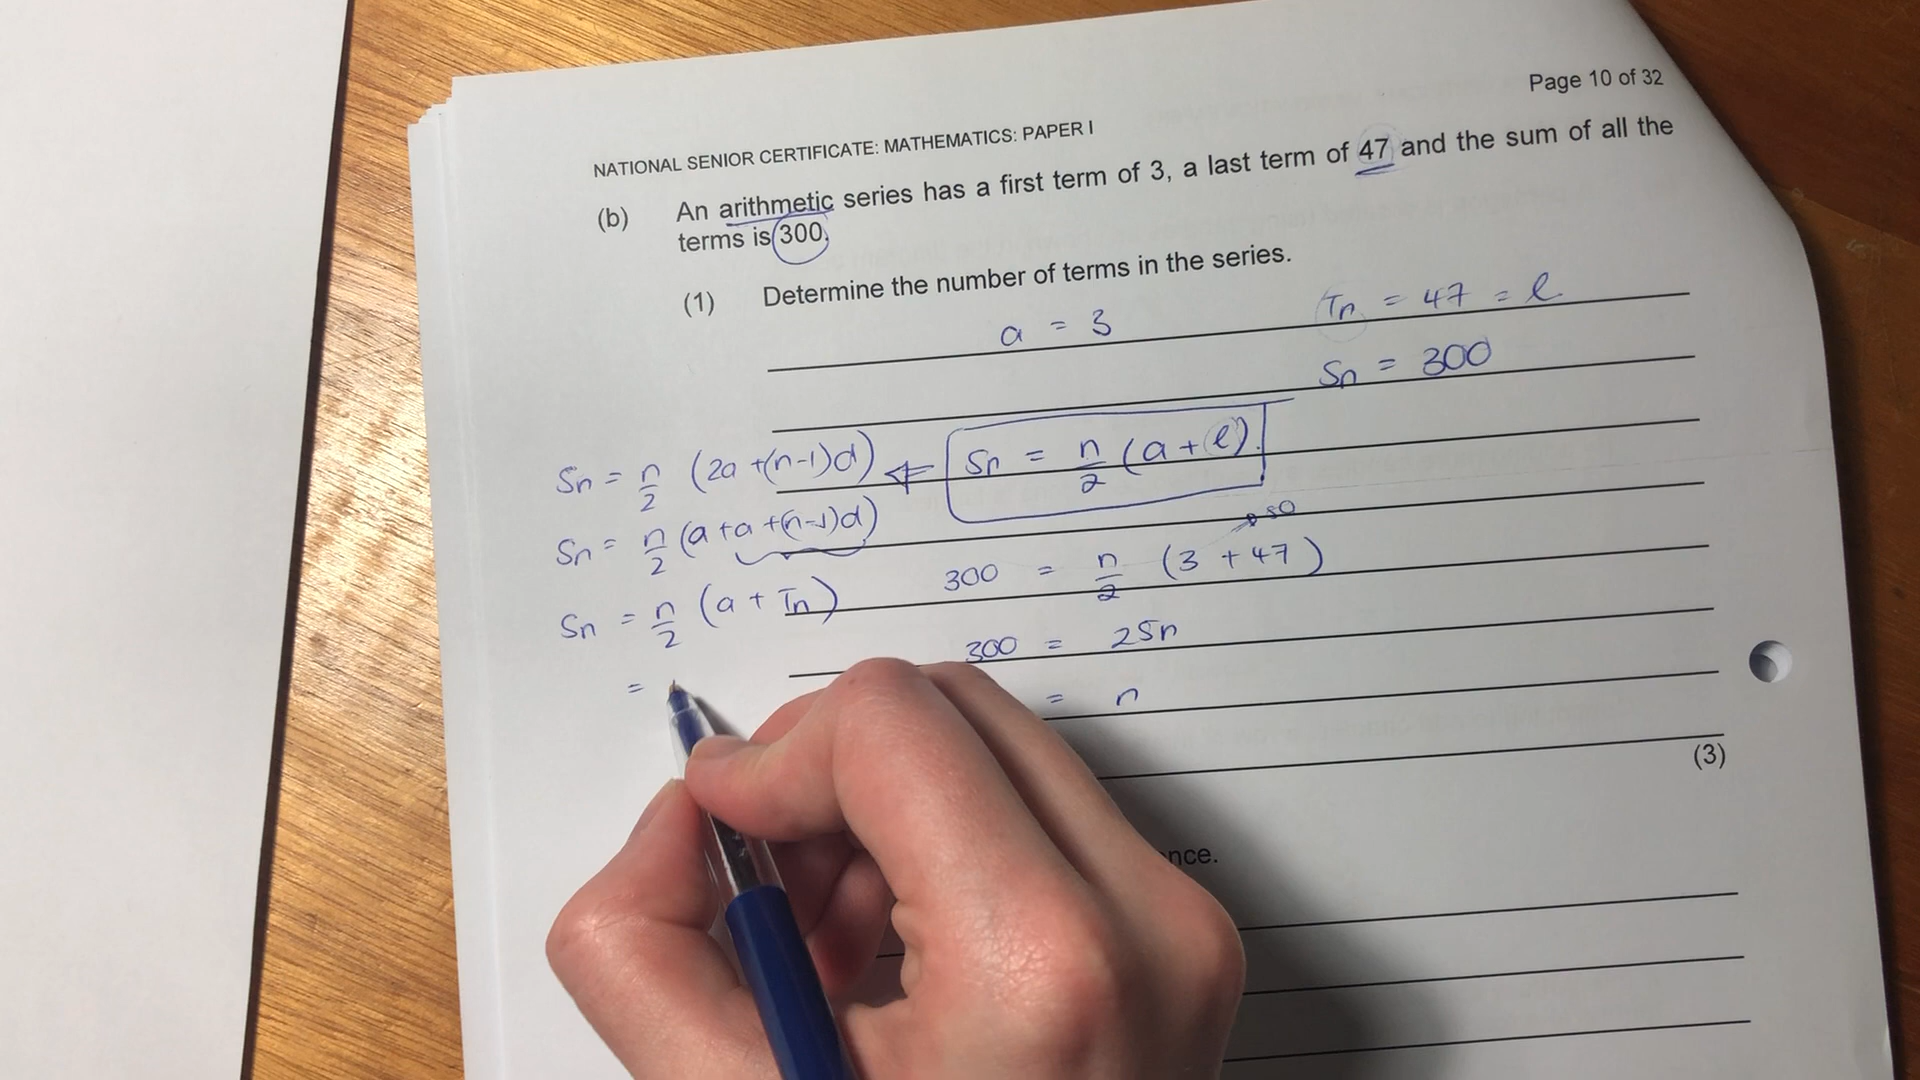 Page 10 of 32
NATIONAL SENIOR CERTIFICATE: MATHEMATICS: PAPER I
(b) An arithmetic series has a first term of 3, a last term of 47 and the sum of all the
terms is 300.
(1) Determine the number of terms in the series.
a = 3
Tn = 47 = l
Sn = 300
Sn = n/2 (a + l)
Sn = n/2 (2a + (n-1)d) ⇐
Sn = n/2 (a + a + (n-1)d)
Sn = n/2 (a + Tn)
=
50
300 = n/2 (3 + 47)
300 = 25n
= n
(3)
nce.